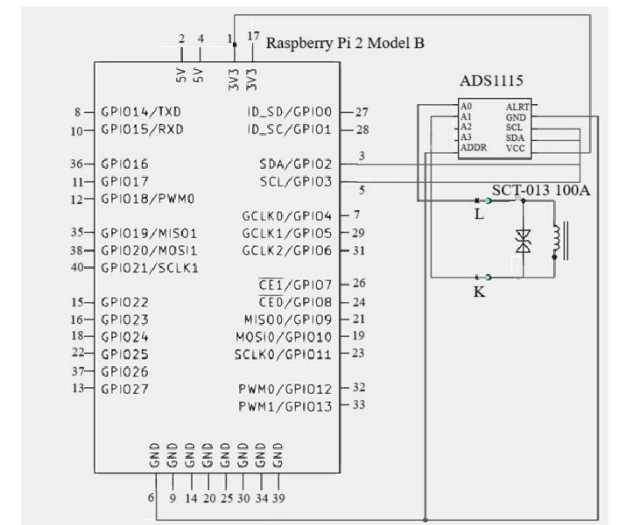 2 4 1 17 Raspberry Pi 2 Model B
5V 5V 3V3 3V3
8 GPIO14/TXD ID_SD/GPIO0 27
10 GPIO15/RXD ID_SC/GPIO1 28
36 GPIO16 SDA/GPIO2 3
11 GPIO17 SCL/GPIO3 5
12 GPIO18/PWM0
GCLK0/GPIO4 7
35 GPIO19/MISO1 GCLK1/GPIO5 29
38 GPIO20/MOSI1 GCLK2/GPIO6 31
40 GPIO21/SCLK1
CE1/GPIO7 26
15 GPIO22 CE0/GPIO8 24
16 GPIO23 MISO0/GPIO9 21
18 GPIO24 MOSI0/GPIO10 19
22 GPIO25 SCLK0/GPIO11 23
37 GPIO26
13 GPIO27 PWM0/GPIO12 32
PWM1/GPIO13 33
GND GND GND GND GND GND GND GND
6 9 14 20 25 30 34 39
ADS1115
A0 ALRT
A1 GND
A2 SCL
A3 SDA
ADDR VCC
SCT-013 100A
L
K